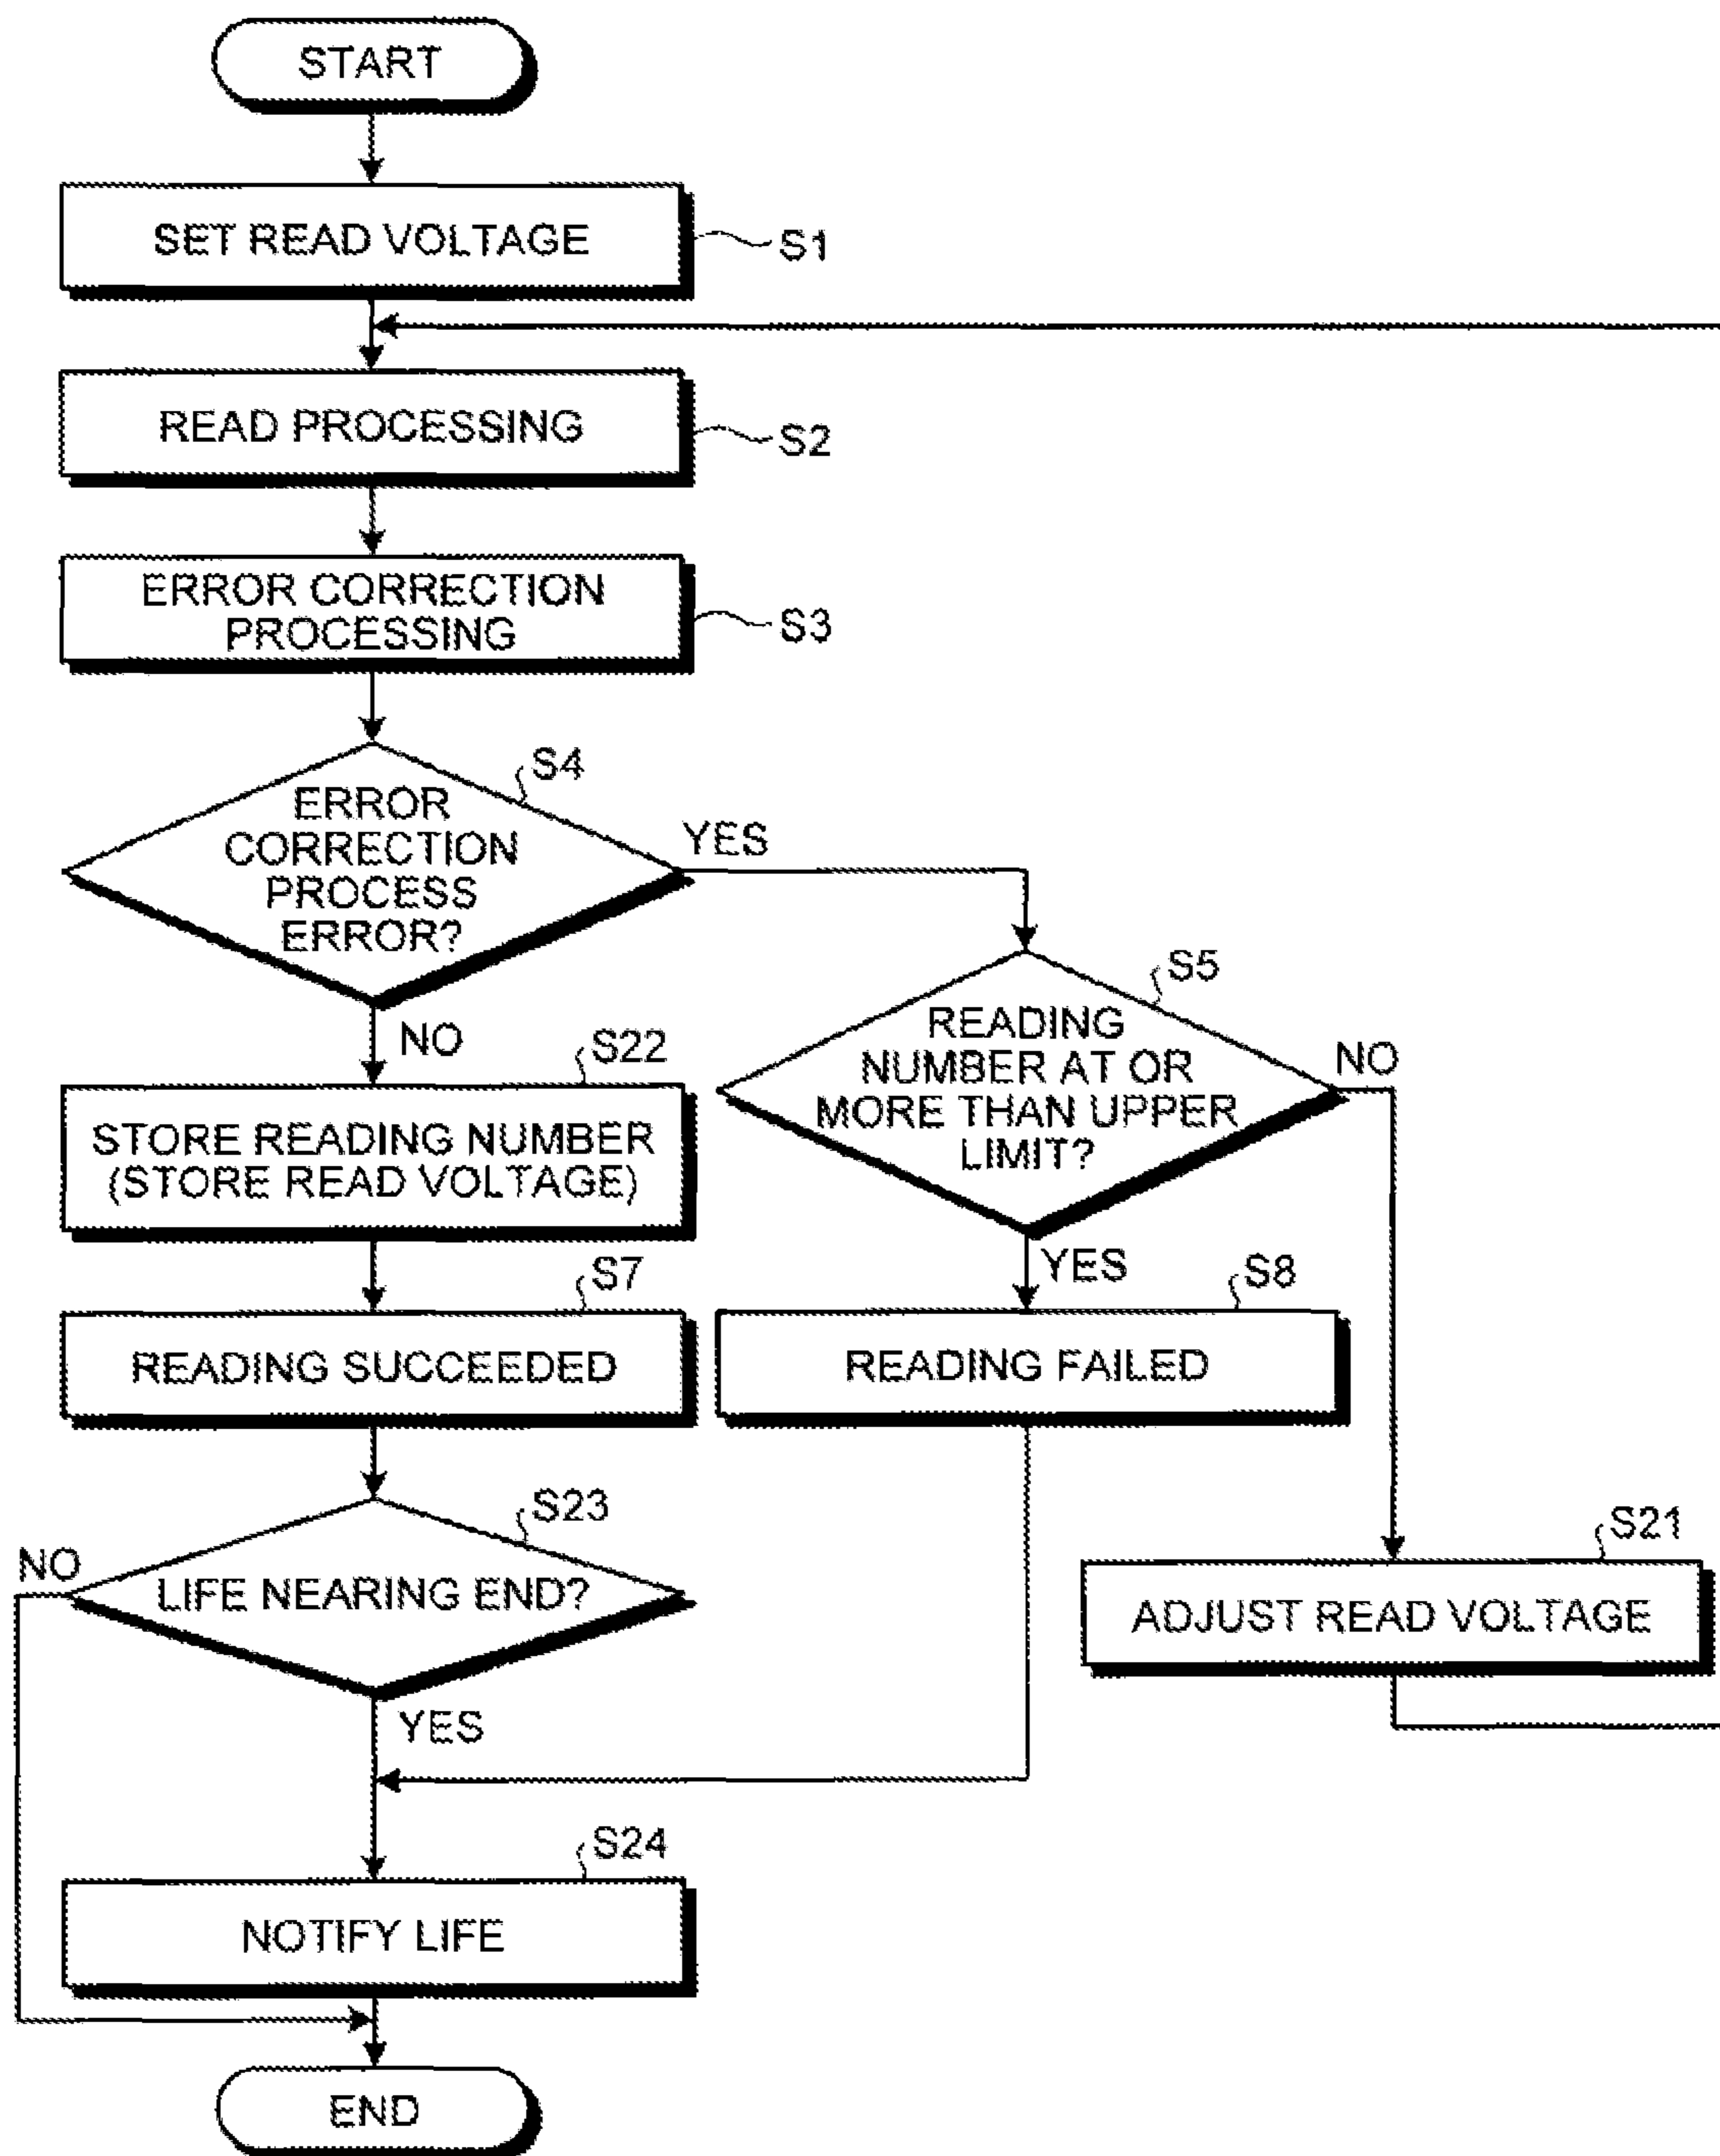 START
SET READ VOLTAGE
S1
READ PROCESSING
S2
ERROR CORRECTION
PROCESSING
S3
S4
ERROR
CORRECTION
PROCESS
ERROR?
YES
NO
S5
READING
NUMBER AT OR
MORE THAN UPPER
LIMIT?
NO
YES
S22
STORE READING NUMBER
(STORE READ VOLTAGE)
S7
READING SUCCEEDED
S8
READING FAILED
S21
ADJUST READ VOLTAGE
S23
LIFE NEARING END?
NO
YES
S24
NOTIFY LIFE
END